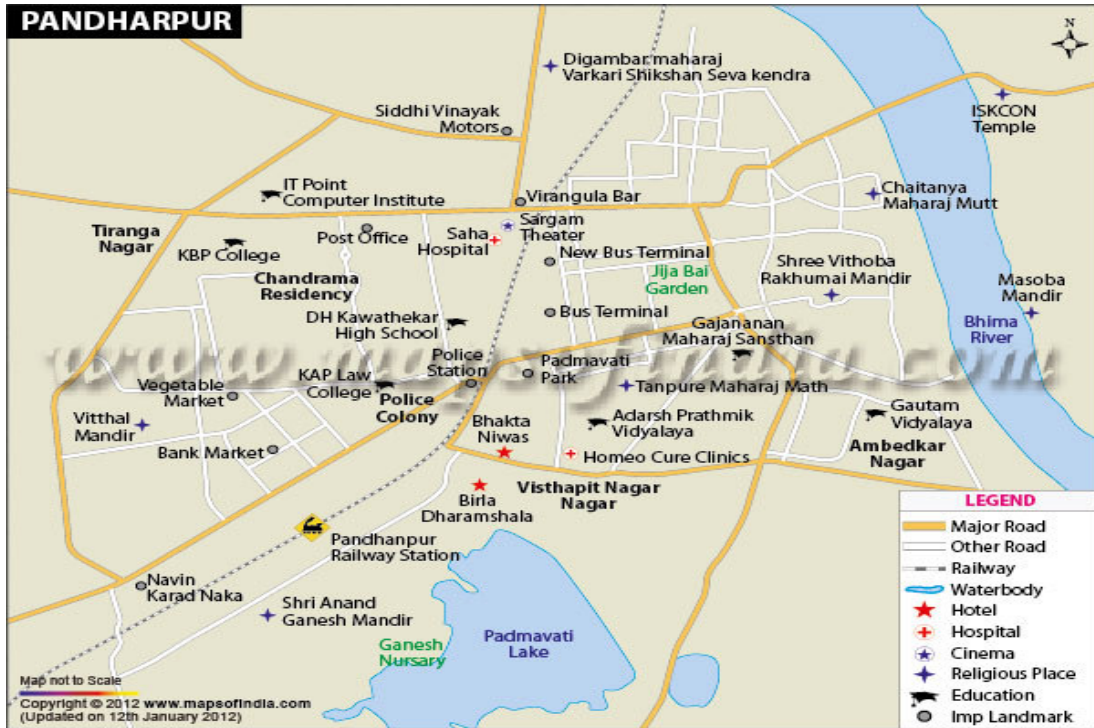 PANDHARPUR
N
Digambar maharaj
Varkari Shikshan Seva kendra
ISKCON
Temple
Siddhi Vinayak
Motors
IT Point
Computer Institute
Virangula Bar
Chaitanya
Maharaj Mutt
Tiranga
Nagar
Post Office
Saha
Hospital
Sargam
Theater
KBP College
New Bus Terminal
Shree Vithoba
Rakhumai Mandir
Chandrama
Residency
Jija Bai
Garden
Masoba
Mandir
DH Kawathekar
High School
Bus Terminal
Gajananan
Maharaj Sansthan
Bhima
River
www.mapsofindia.com
Police
Station
Padmavati
Park
KAP Law
College
Vegetable
Market
Police
Colony
Tanpure Maharaj Math
Vitthal
Mandir
Bhakta
Niwas
Adarsh Prathmik
Vidyalaya
Gautam
Vidyalaya
Bank Market
Homeo Cure Clinics
Ambedkar
Nagar
Birla
Dharamshala
Visthapit Nagar
Nagar
Pandhanpur
Railway Station
Navin
Karad Naka
Shri Anand
Ganesh Mandir
Ganesh
Nursary
Padmavati
Lake
LEGEND
Major Road
Other Road
Railway
Waterbody
Hotel
Hospital
Cinema
Religious Place
Education
Imp Landmark
Map not to Scale
Copyright © 2012 www.mapsofindia.com
(Updated on 12th January 2012)